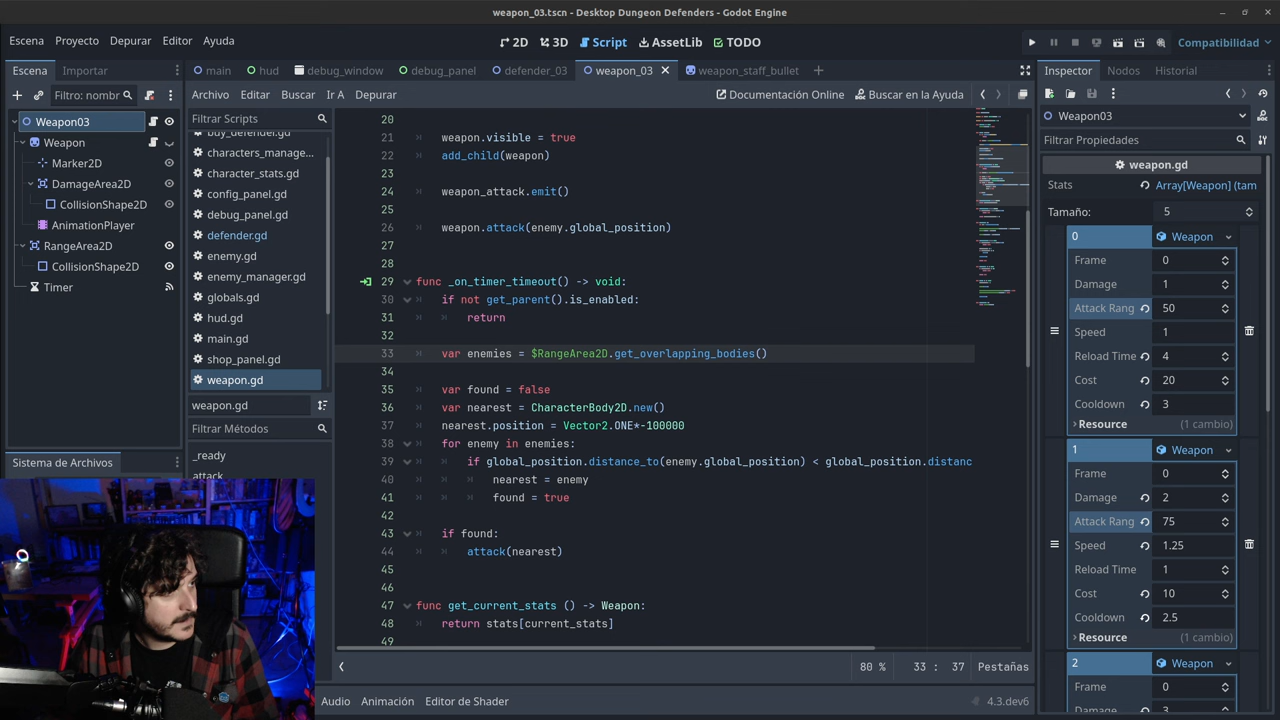 weapon_03.tscn - Desktop Dungeon Defenders - Godot Engine
Escena Proyecto Depurar Editor Ayuda
2D 3D Script AssetLib TODO
Compatibilidad
Escena Importar
Filtro: nombr
Weapon03
Weapon
Marker2D
DamageArea2D
CollisionShape2D
AnimationPlayer
RangeArea2D
CollisionShape2D
Timer
Sistema de Archivos
main hud debug_window debug_panel defender_03 weapon_03 weapon_staff_bullet
Archivo Editar Buscar Ir A Depurar
Documentación Online Buscar en la Ayuda
Filtrar Scripts
buy_defender.gd
characters_manage...
character_stats.gd
config_panel.gd
debug_panel.gd
defender.gd
enemy.gd
enemy_manager.gd
globals.gd
hud.gd
main.gd
shop_panel.gd
weapon.gd
weapon.gd
Filtrar Métodos
_ready
attack
20
21 weapon.visible = true
22 add_child(weapon)
23
24 weapon_attack.emit()
25
26 weapon.attack(enemy.global_position)
27
28
29 func _on_timer_timeout() -> void:
30 if not get_parent().is_enabled:
31 return
32
33 var enemies = $RangeArea2D.get_overlapping_bodies()
34
35 var found = false
36 var nearest = CharacterBody2D.new()
37 nearest.position = Vector2.ONE*-100000
38 for enemy in enemies:
39 if global_position.distance_to(enemy.global_position) < global_position.distanc
40 nearest = enemy
41 found = true
42
43 if found:
44 attack(nearest)
45
46
47 func get_current_stats () -> Weapon:
48 return stats[current_stats]
49
80 % 33 : 37 Pestañas
Audio Animación Editor de Shader
4.3.dev6
Inspector Nodos Historial
Weapon03
Filtrar Propiedades
weapon.gd
Stats Array[Weapon] (tam
Tamaño: 5
0 Weapon
Frame 0
Damage 1
Attack Rang 50
Speed 1
Reload Time 4
Cost 20
Cooldown 3
Resource (1 cambio)
1 Weapon
Frame 0
Damage 2
Attack Rang 75
Speed 1.25
Reload Time 1
Cost 10
Cooldown 2.5
Resource (1 cambio)
2 Weapon
Frame 0
Damage 3